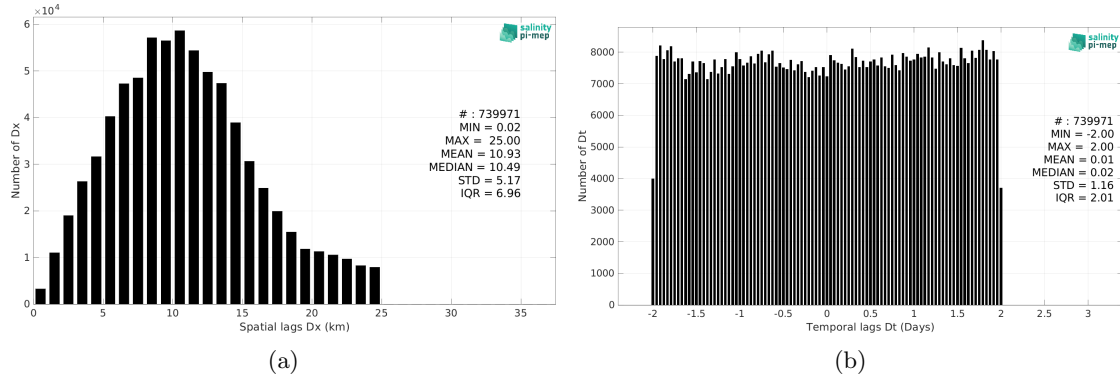 6 ×10^4
salinity
pi-mep
5
4
3
2
1
0
Number of Dx
# : 739971
MIN = 0.02
MAX = 25.00
MEAN = 10.93
MEDIAN = 10.49
STD = 5.17
IQR = 6.96
0 5 10 15 20 25 30 35
Spatial lags Dx (km)
(a)
salinity
pi-mep
8000
7000
6000
5000
4000
3000
2000
1000
0
Number of Dt
# : 739971
MIN = -2.00
MAX = 2.00
MEAN = 0.01
MEDIAN = 0.02
STD = 1.16
IQR = 2.01
-2 -1.5 -1 -0.5 0 0.5 1 1.5 2 2.5 3
Temporal lags Dt (Days)
(b)